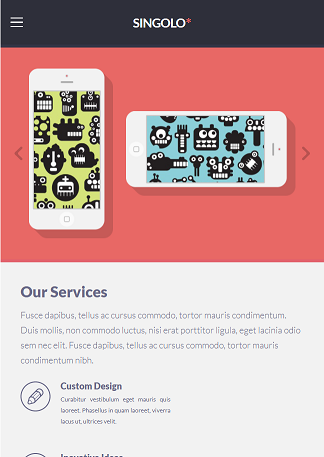 SINGOLO*
Our Services
Fusce dapibus, tellus ac cursus commodo, tortor mauris condimentum.
Duis mollis, non commodo luctus, nisi erat porttitor ligula, eget lacinia odio
sem nec elit. Fusce dapibus, tellus ac cursus commodo, tortor mauris
condimentum nibh.
Custom Design
Curabitur vestibulum eget mauris quis
laoreet. Phasellus in quam laoreet, viverra
lacus ut, ultrices velit.